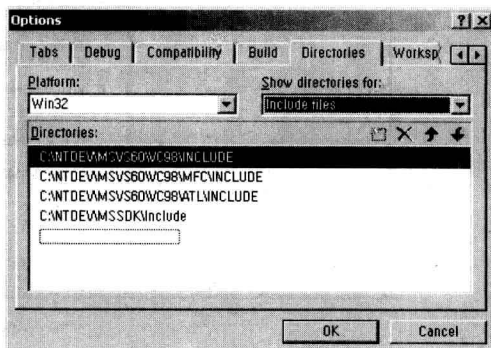 Options
Tabs Debug Compatibility Build Directories Worksp
Platform: Show directories for:
Win32 Include files
Directories:
C:\NTDEV\MSVS60\VC98\INCLUDE
C:\NTDEV\MSVS60\VC98\MFC\INCLUDE
C:\NTDEV\MSVS60\VC98\ATL\INCLUDE
C:\NTDEV\MSSDK\Include
OK Cancel